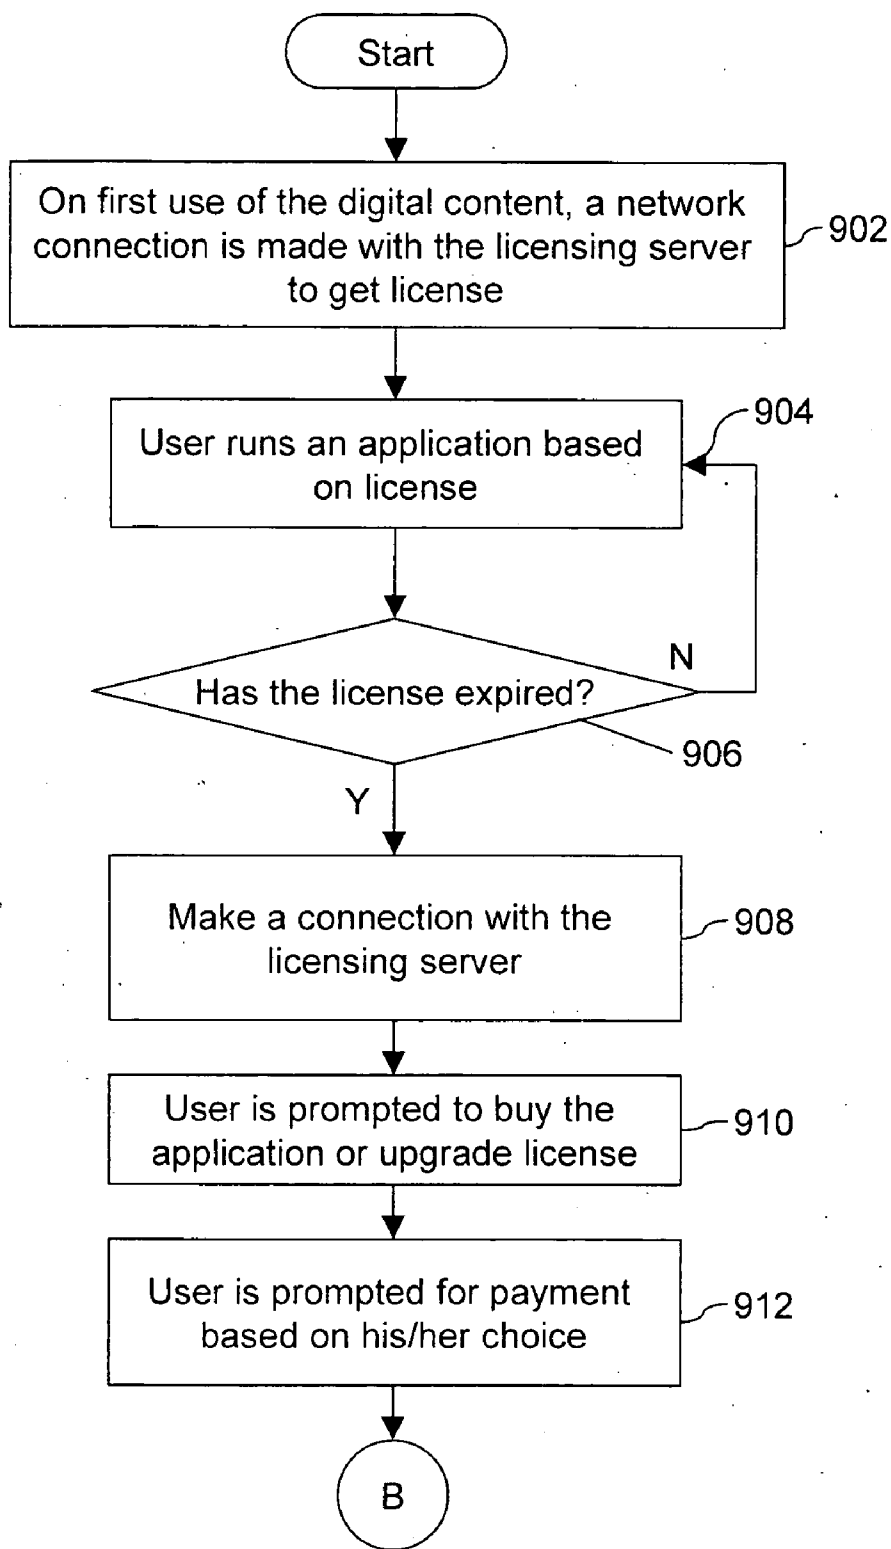 Start
On first use of the digital content, a network
connection is made with the licensing server
to get license
902
User runs an application based
on license
904
Has the license expired?
N
906
Y
Make a connection with the
licensing server
908
User is prompted to buy the
application or upgrade license
910
User is prompted for payment
based on his/her choice
912
B